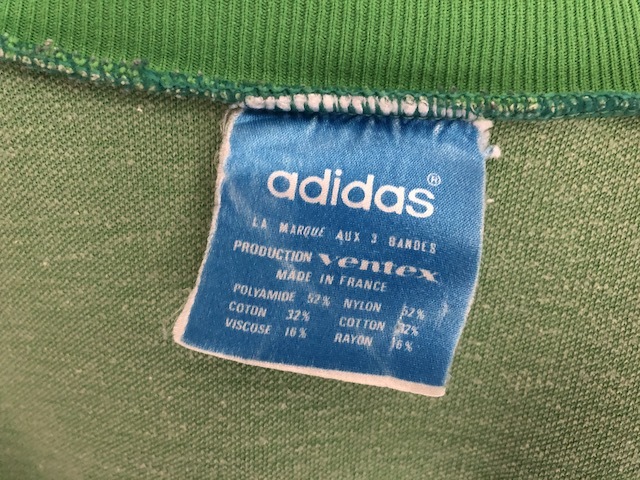 adidas®
LA MARQUE AUX 3 BANDES
PRODUCTION ventex
MADE IN FRANCE
POLYAMIDE 52% NYLON 52%
COTON 32% COTTON 32%
VISCOSE 16% RAYON 16%